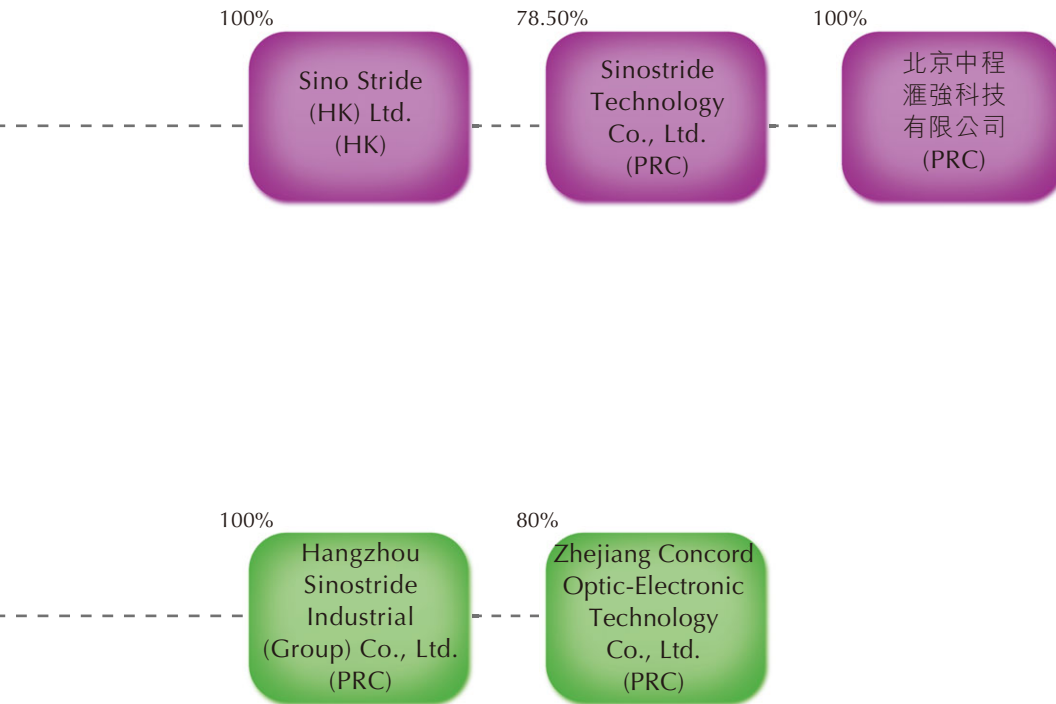 100%
Sino Stride
(HK) Ltd.
(HK)
78.50%
Sinostride
Technology
Co., Ltd.
(PRC)
100%
北京中程
滙強科技
有限公司
(PRC)
100%
Hangzhou
Sinostride
Industrial
(Group) Co., Ltd.
(PRC)
80%
Zhejiang Concord
Optic-Electronic
Technology
Co., Ltd.
(PRC)